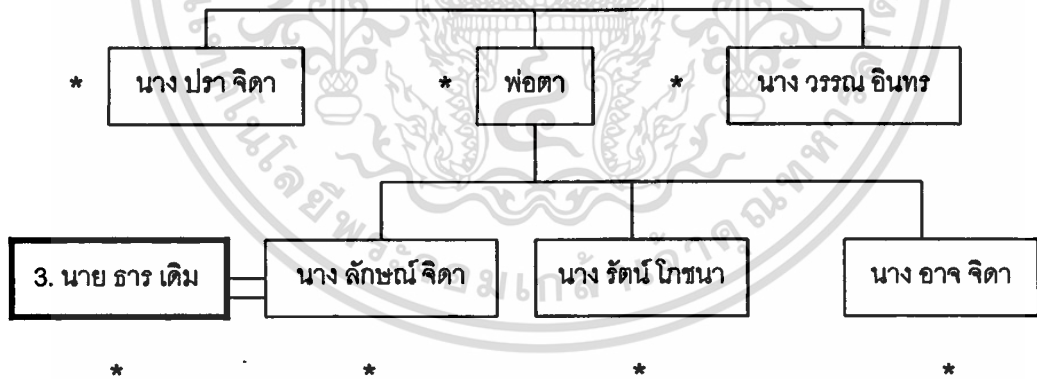 * นาง ปรา จิดา * พ่อตา * นาง วรรณ อินทร
3. นาย ธาร เดิม นาง ลักษณ์ จิดา นาง รัตน์ โภชนา นาง อาจ จิดา
* * * *